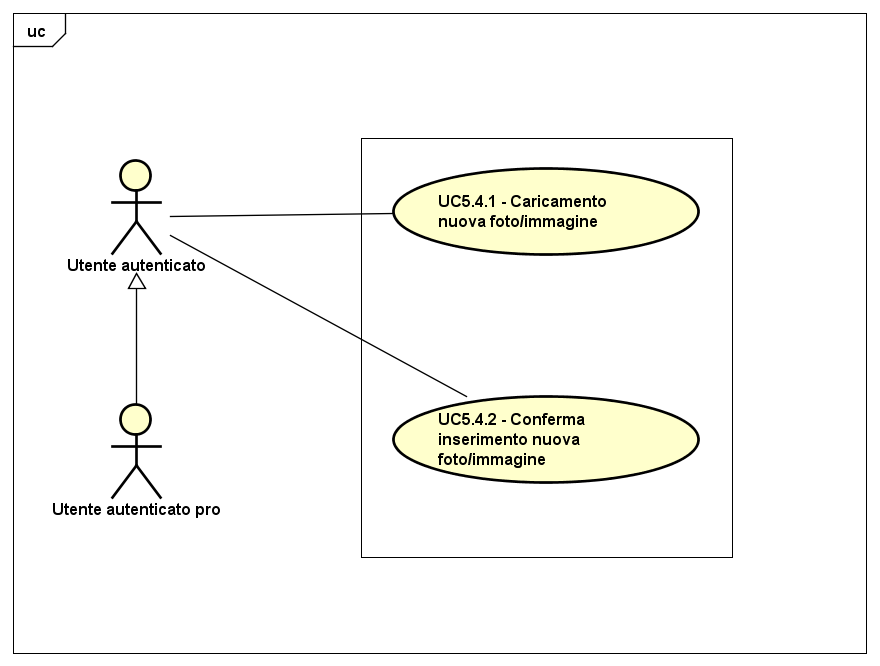 uc
UC5.4.1 - Caricamento
nuova foto/immagine
Utente autenticato
UC5.4.2 - Conferma
inserimento nuova
foto/immagine
Utente autenticato pro